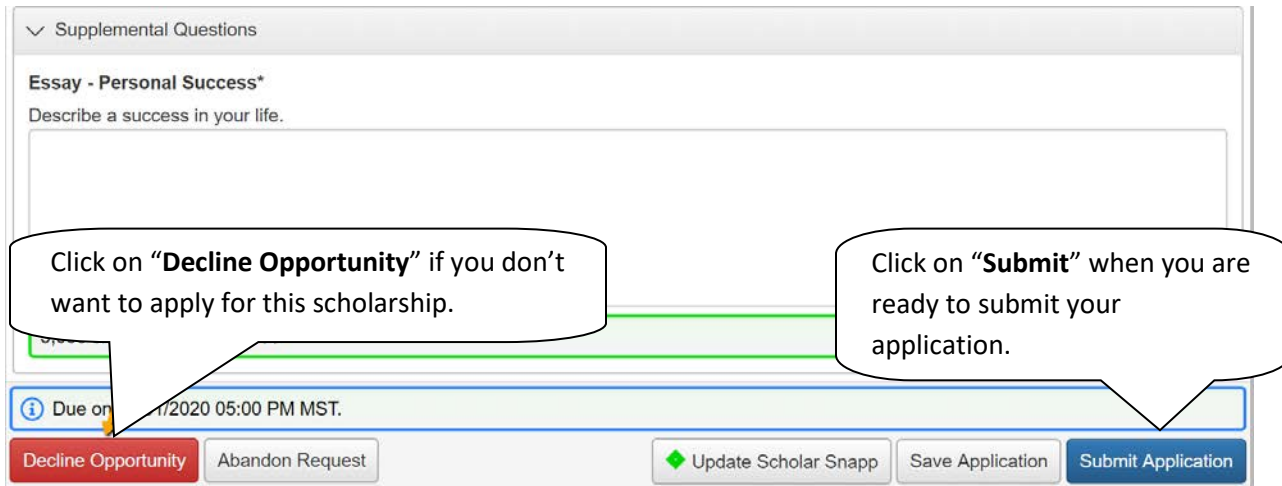 Supplemental Questions
Essay - Personal Success*
Describe a success in your life.
Click on “Decline Opportunity” if you don’t
want to apply for this scholarship.
Click on “Submit” when you are
ready to submit your
application.
Due on /2020 05:00 PM MST.
Decline Opportunity
Abandon Request
Update Scholar Snapp
Save Application
Submit Application